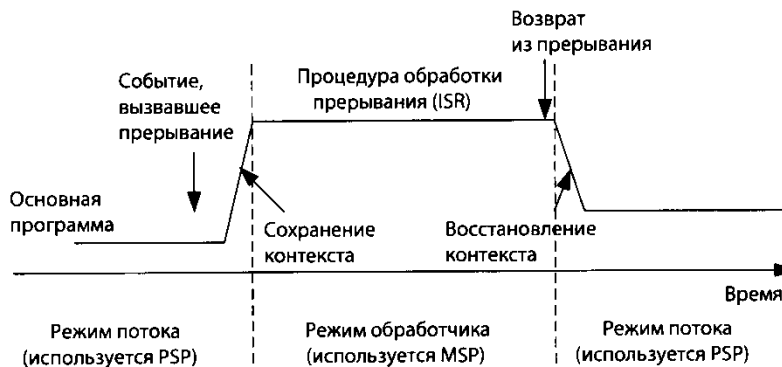 Возврат
из прерывания
Событие,
вызвавшее
прерывание
Процедура обработки
прерывания (ISR)
Основная
программа
Сохранение
контекста
Восстановление
контекста
Время
Режим потока
(используется PSP)
Режим обработчика
(используется MSP)
Режим потока
(используется PSP)